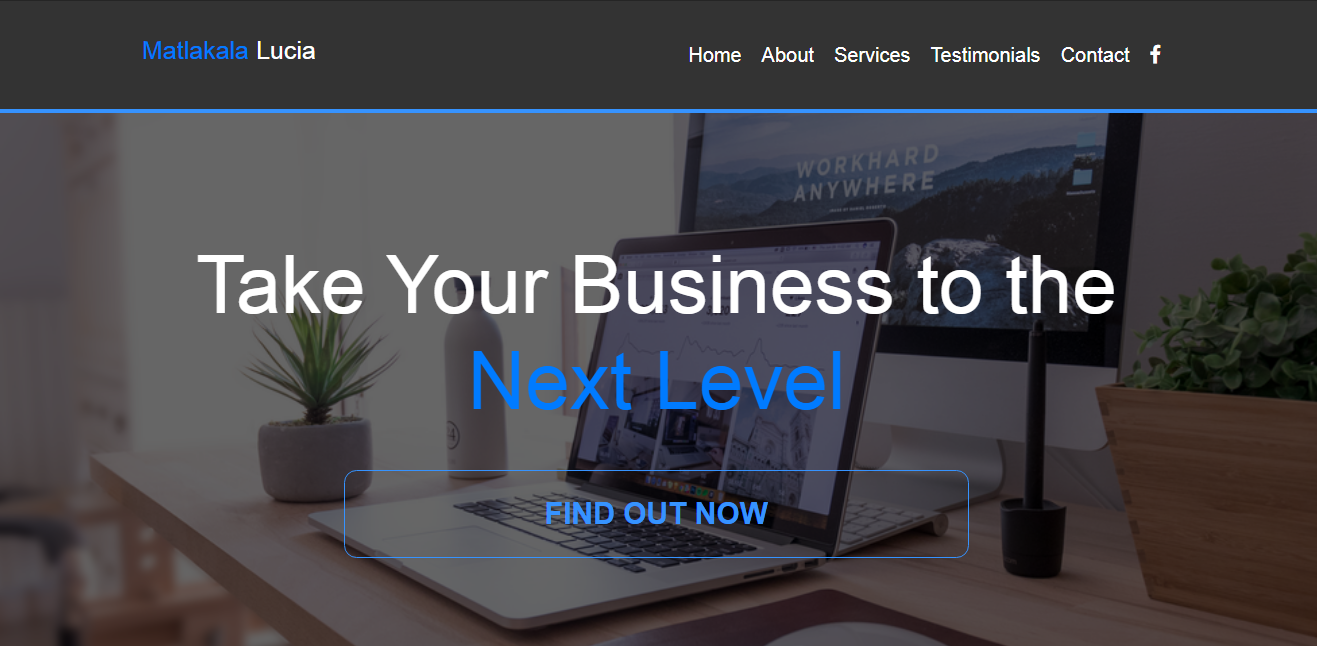 Matlakala Lucia
Home About Services Testimonials Contact
WORKHARD
ANYWHERE
Take Your Business to the
Next Level
FIND OUT NOW